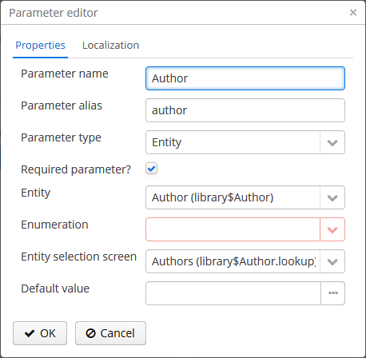 Parameter editor ×
Properties Localization
Parameter name Author
Parameter alias author
Parameter type Entity
Required parameter?
Entity Author (library$Author)
Enumeration
Entity selection screen Authors (library$Author.lookup)
Default value ...
OK Cancel